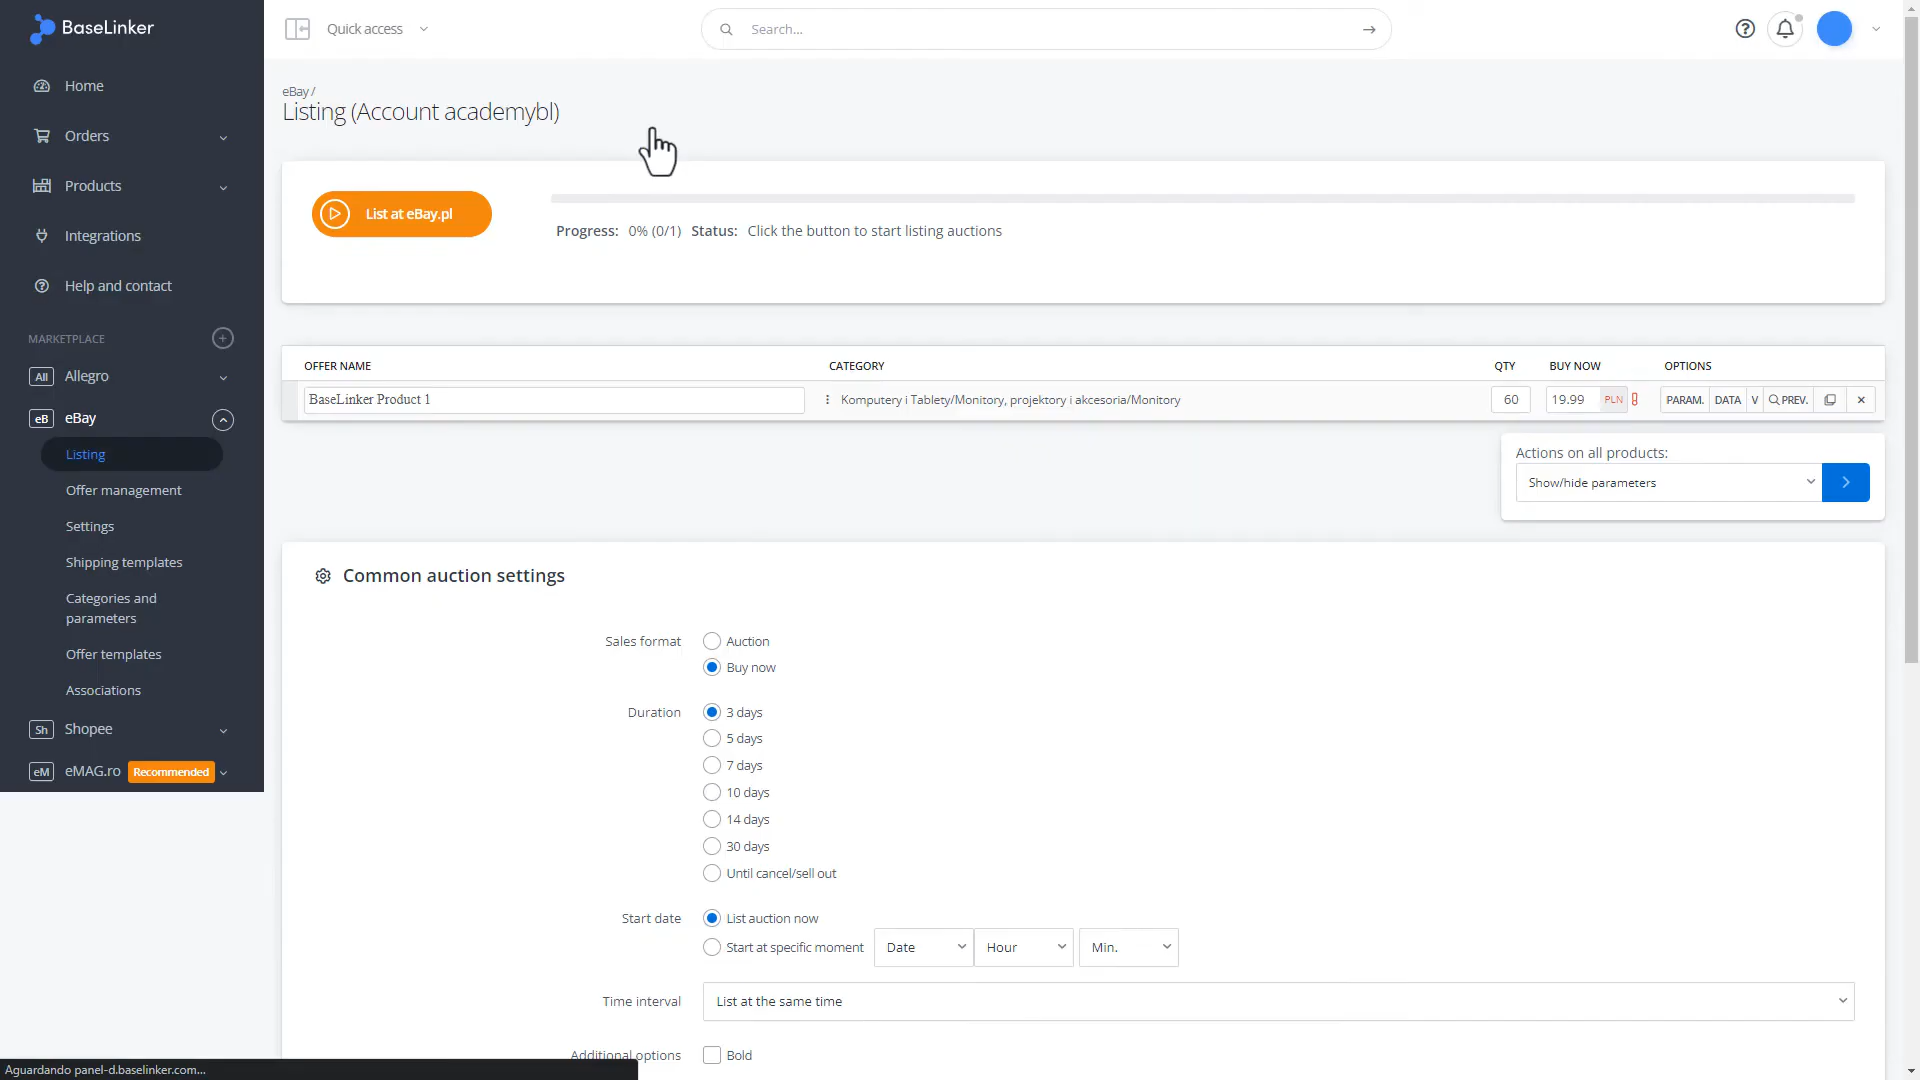 BaseLinker
Quick access
Search...
Home
Orders
Products
Integrations
Help and contact
MARKETPLACE
All Allegro
eB eBay
Listing
Offer management
Settings
Shipping templates
Categories and
parameters
Offer templates
Associations
Sh Shopee
eM eMAG.ro Recommended
eBay /
Listing (Account academybl)
List at eBay.pl
Progress: 0% (0/1) Status: Click the button to start listing auctions
OFFER NAME CATEGORY QTY BUY NOW OPTIONS
BaseLinker Product 1 Komputery i Tablety/Monitory, projektory i akcesoria/Monitory 60 19.99 PLN PARAM. DATA V PREV.
Actions on all products:
Show/hide parameters
Common auction settings
Sales format Auction
Buy now
Duration 3 days
5 days
7 days
10 days
14 days
30 days
Until cancel/sell out
Start date List auction now
Start at specific moment Date Hour Min.
Time interval List at the same time
Additional options Bold
Aguardando panel-d.baselinker.com...